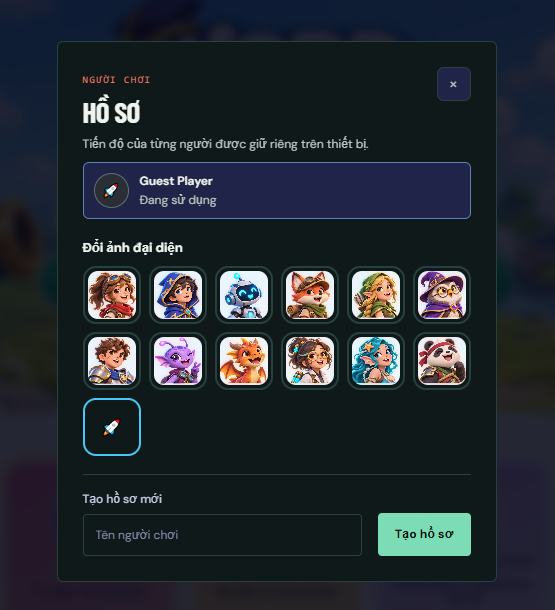 NGƯỜI CHƠI
×
HỒ SƠ
Tiến độ của từng người được giữ riêng trên thiết bị.
Guest Player
Đang sử dụng
Đổi ảnh đại diện
Tạo hồ sơ mới
Tên người chơi
Tạo hồ sơ